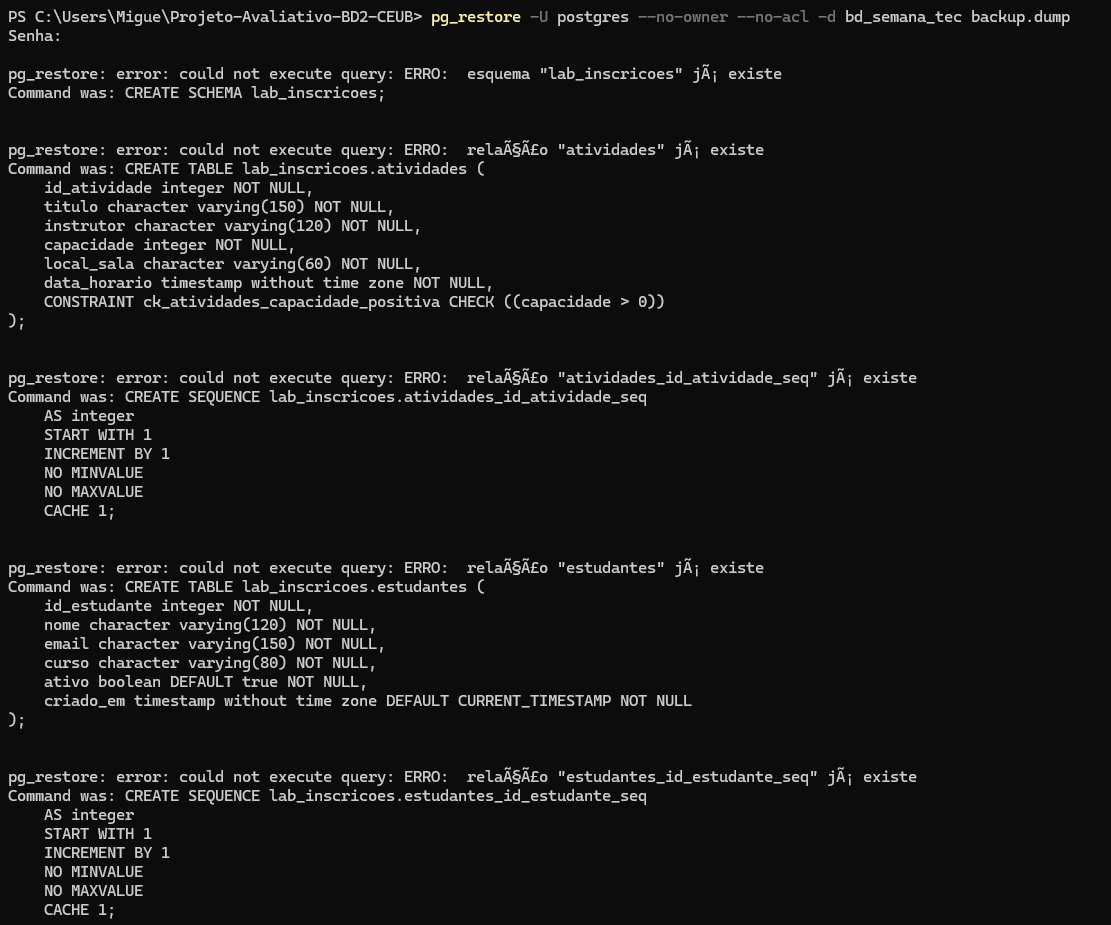 PS C:\Users\Migue\Projeto-Avaliativo-BD2-CEUB> pg_restore -U postgres --no-owner --no-acl -d bd_semana_tec backup.dump
Senha:
pg_restore: error: could not execute query: ERRO:  esquema "lab_inscricoes" jÃ¡ existe
Command was: CREATE SCHEMA lab_inscricoes;
pg_restore: error: could not execute query: ERRO:  relaÃ§Ã£o "atividades" jÃ¡ existe
Command was: CREATE TABLE lab_inscricoes.atividades (
    id_atividade integer NOT NULL,
    titulo character varying(150) NOT NULL,
    instrutor character varying(120) NOT NULL,
    capacidade integer NOT NULL,
    local_sala character varying(60) NOT NULL,
    data_horario timestamp without time zone NOT NULL,
    CONSTRAINT ck_atividades_capacidade_positiva CHECK ((capacidade > 0))
);
pg_restore: error: could not execute query: ERRO:  relaÃ§Ã£o "atividades_id_atividade_seq" jÃ¡ existe
Command was: CREATE SEQUENCE lab_inscricoes.atividades_id_atividade_seq
    AS integer
    START WITH 1
    INCREMENT BY 1
    NO MINVALUE
    NO MAXVALUE
    CACHE 1;
pg_restore: error: could not execute query: ERRO:  relaÃ§Ã£o "estudantes" jÃ¡ existe
Command was: CREATE TABLE lab_inscricoes.estudantes (
    id_estudante integer NOT NULL,
    nome character varying(120) NOT NULL,
    email character varying(150) NOT NULL,
    curso character varying(80) NOT NULL,
    ativo boolean DEFAULT true NOT NULL,
    criado_em timestamp without time zone DEFAULT CURRENT_TIMESTAMP NOT NULL
);
pg_restore: error: could not execute query: ERRO:  relaÃ§Ã£o "estudantes_id_estudante_seq" jÃ¡ existe
Command was: CREATE SEQUENCE lab_inscricoes.estudantes_id_estudante_seq
    AS integer
    START WITH 1
    INCREMENT BY 1
    NO MINVALUE
    NO MAXVALUE
    CACHE 1;